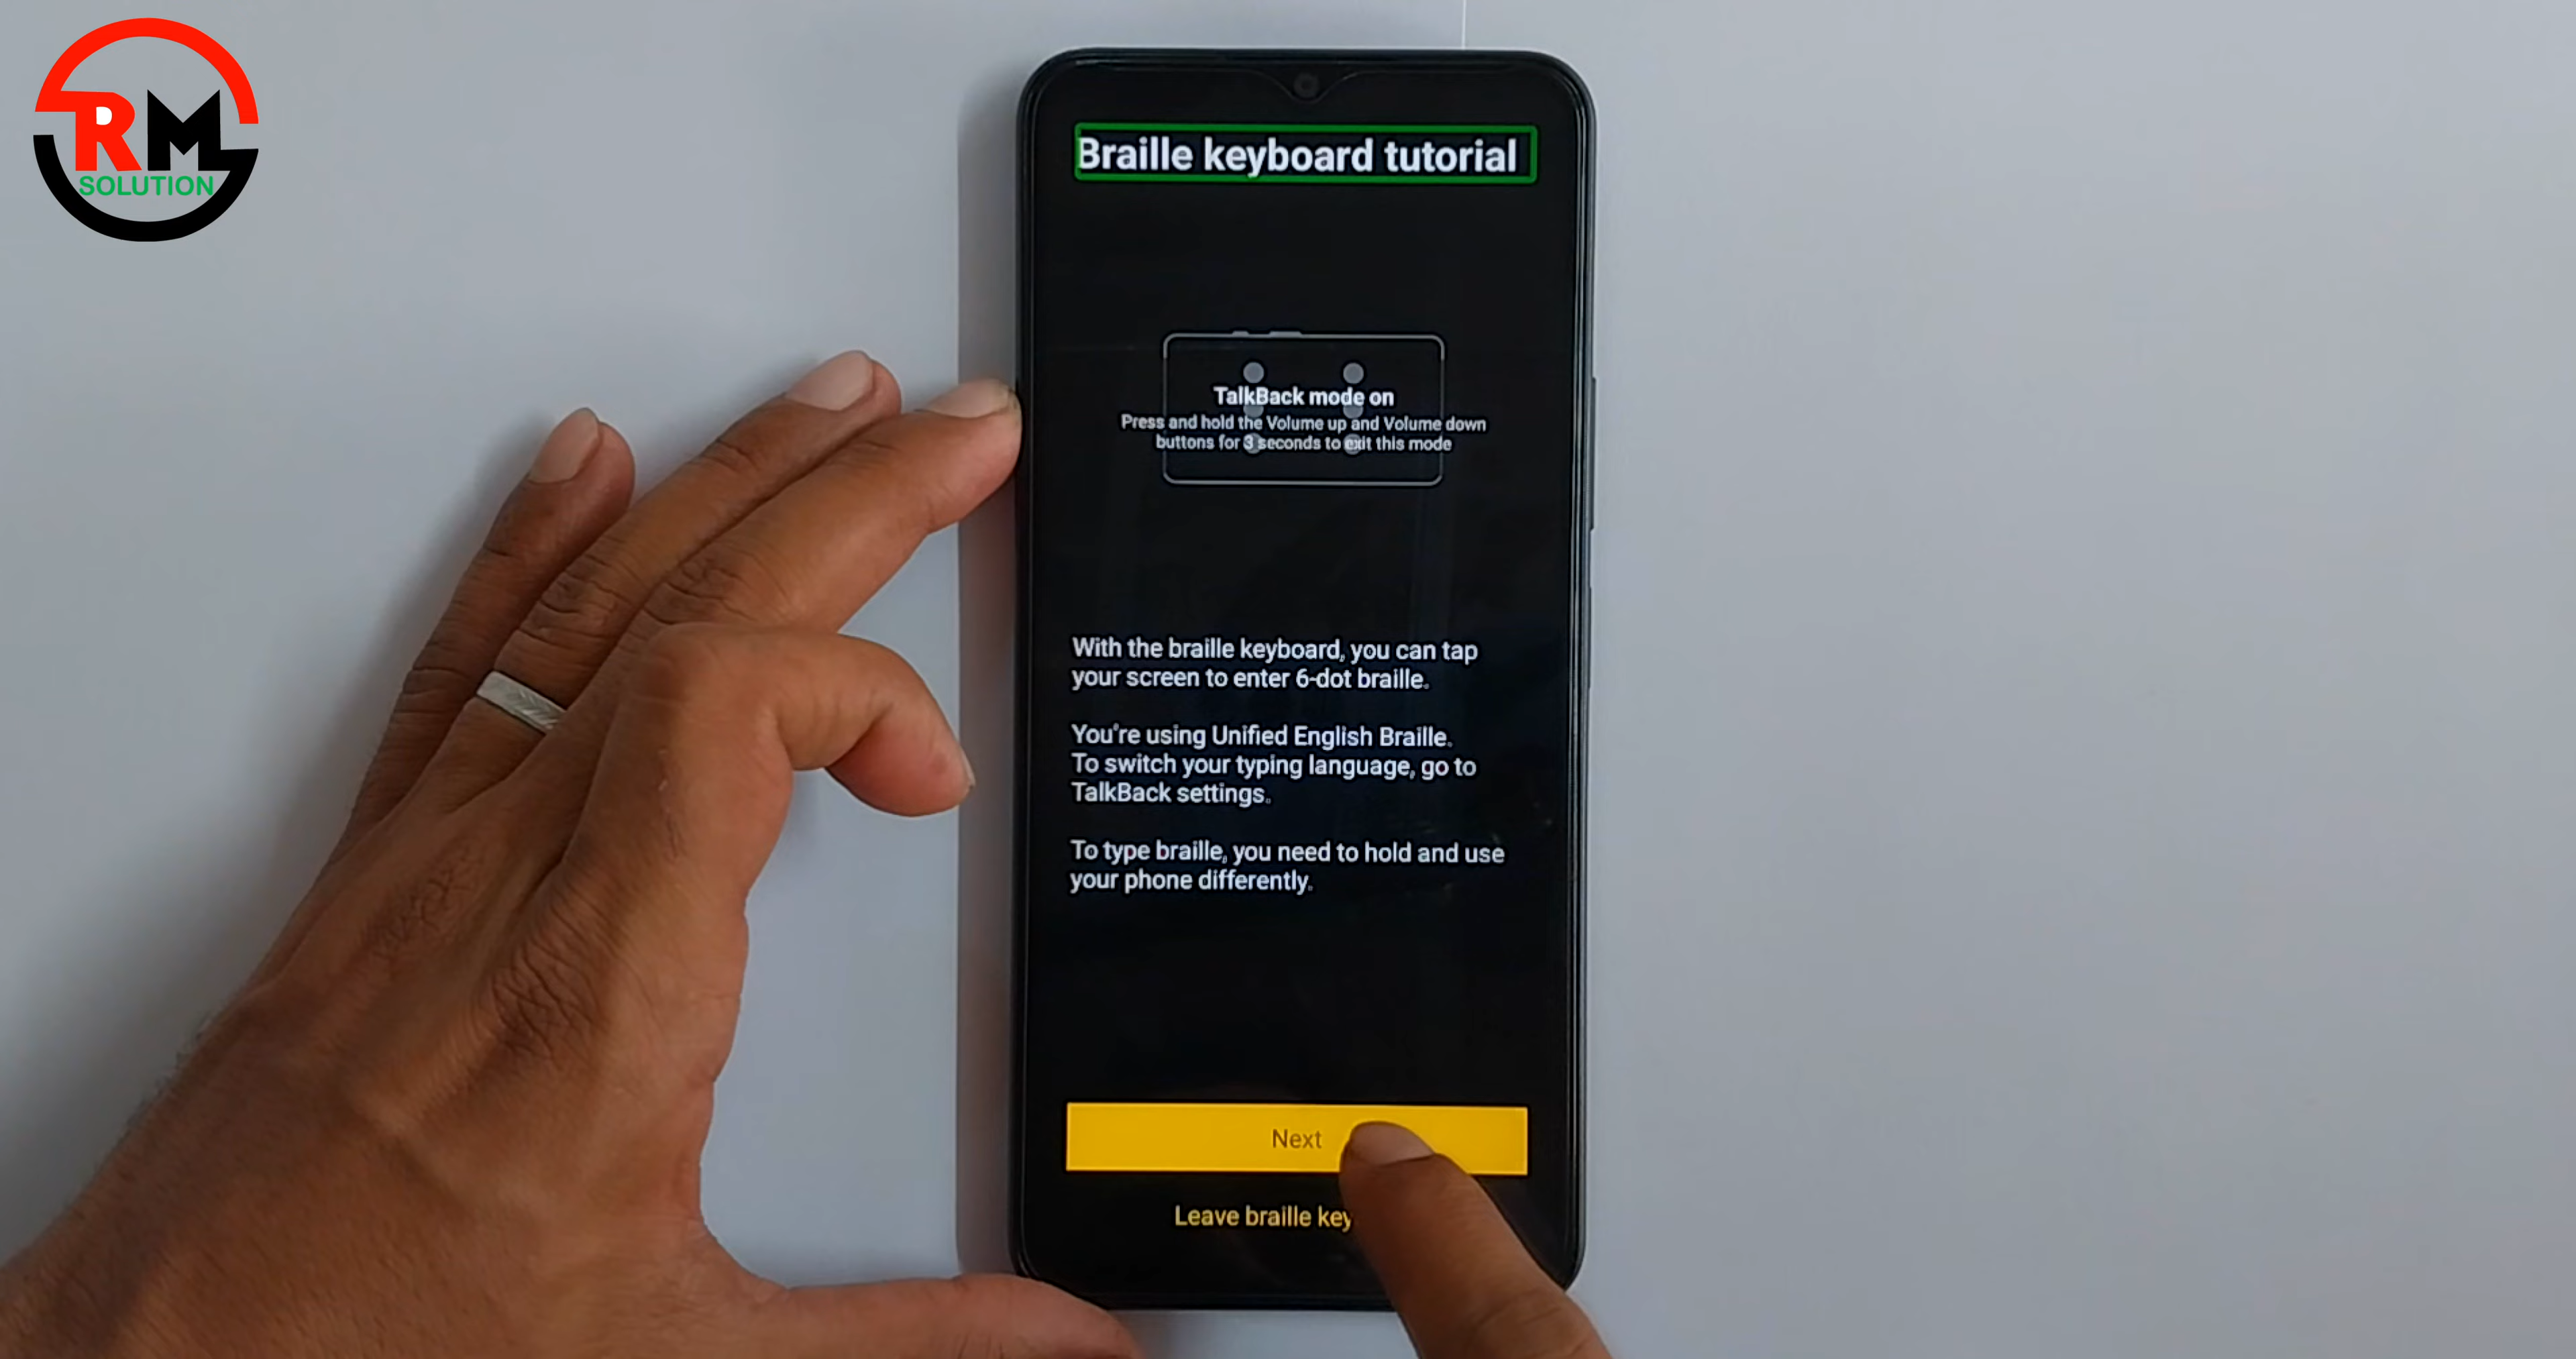 RM
SOLUTION
Braille keyboard tutorial
TalkBack mode on
Press and hold the Volume up and Volume down
buttons for 3 seconds to exit this mode
With the braille keyboard, you can tap
your screen to enter 6-dot braille.
You're using Unified English Braille.
To switch your typing language, go to
TalkBack settings.
To type braille, you need to hold and use
your phone differently.
Next
Leave braille key